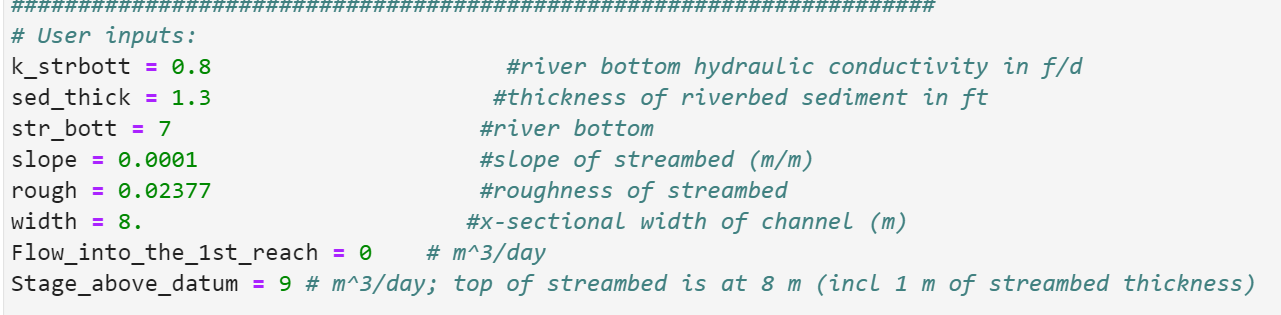 ######################################################################
# User inputs:
k_strbott = 0.8 #river bottom hydraulic conductivity in f/d
sed_thick = 1.3 #thickness of riverbed sediment in ft
str_bott = 7 #river bottom
slope = 0.0001 #slope of streambed (m/m)
rough = 0.02377 #roughness of streambed
width = 8. #x-sectional width of channel (m)
Flow_into_the_1st_reach = 0 # m^3/day
Stage_above_datum = 9 # m^3/day; top of streambed is at 8 m (incl 1 m of streambed thickness)